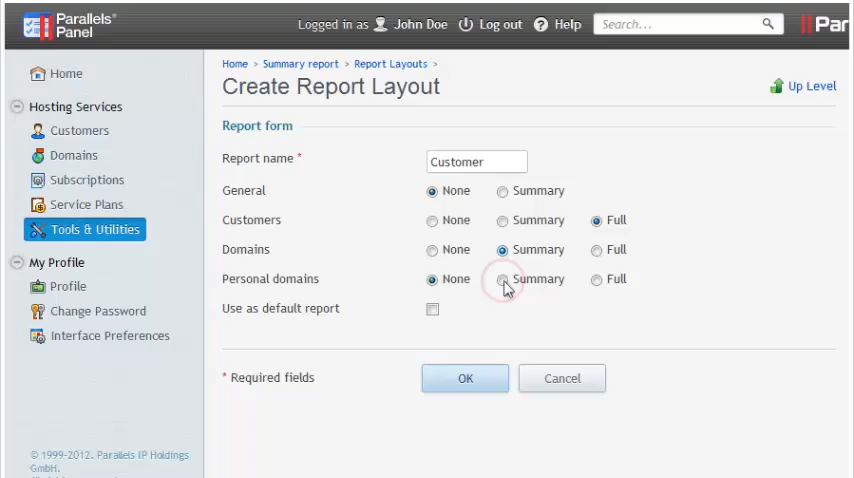 Parallels® Panel
Logged in as John Doe Log out Help Search... Par
Home
Hosting Services
Customers
Domains
Subscriptions
Service Plans
Tools & Utilities
My Profile
Profile
Change Password
Interface Preferences
© 1999-2012. Parallels IP Holdings
GmbH.
Home > Summary report > Report Layouts >
Create Report Layout
Up Level
Report form
Report name * Customer
General None Summary
Customers None Summary Full
Domains None Summary Full
Personal domains None Summary Full
Use as default report
* Required fields OK Cancel